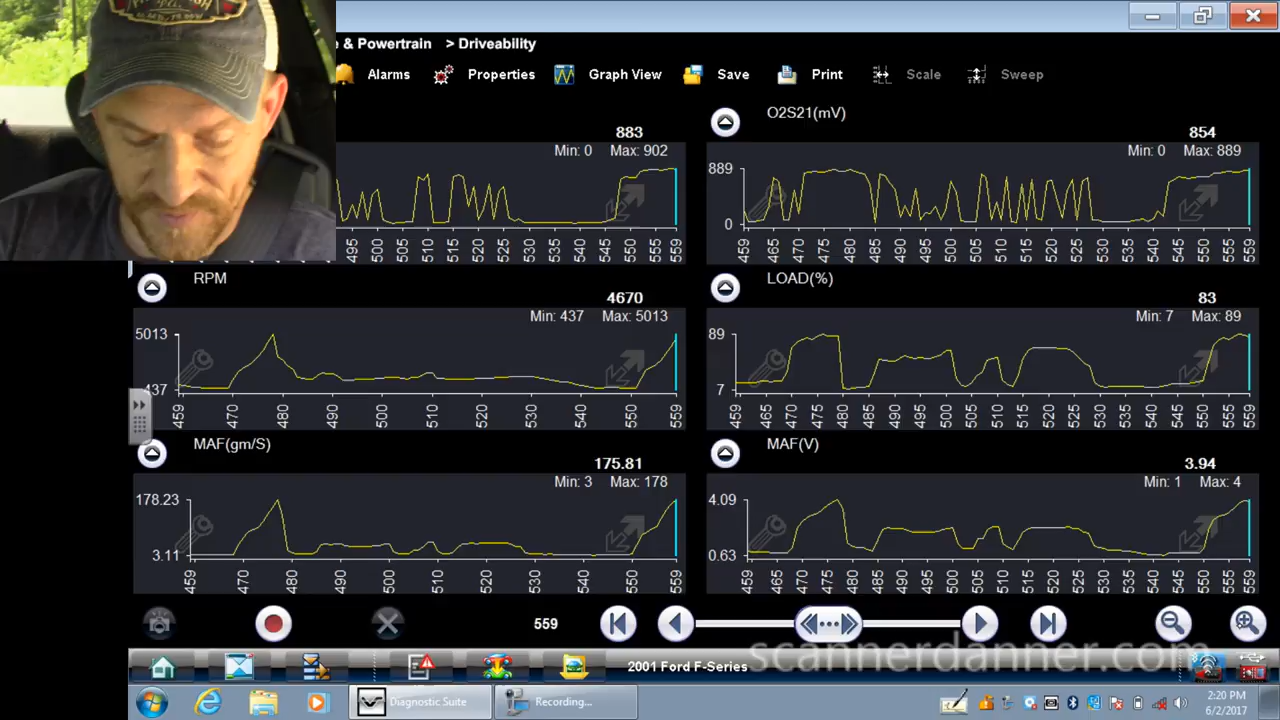 & Powertrain > Driveability
Alarms Properties Graph View Save Print Scale Sweep
883
Min: 0 Max: 902
495 500 505 510 515 520 525 530 535 540 545 550 555 559
O2S21(mV)
854
Min: 0 Max: 889
889
0
459 465 470 475 480 485 490 495 500 505 510 515 520 525 530 535 540 545 550 555 559
RPM
4670
Min: 437 Max: 5013
5013
437
459 470 480 490 500 510 520 530 540 550 559
LOAD(%)
83
Min: 7 Max: 89
89
7
459 465 470 475 480 485 490 495 500 505 510 515 520 525 530 535 540 545 550 555 559
MAF(gm/S)
175.81
Min: 3 Max: 178
178.23
3.11
459 470 480 490 500 510 520 530 540 550 559
MAF(V)
3.94
Min: 1 Max: 4
4.09
0.63
459 465 470 475 480 485 490 495 500 505 510 515 520 525 530 535 540 545 550 555 559
559
scannerdanner.com
2001 Ford F-Series
Diagnostic Suite
Recording...
2:20 PM
6/2/2017